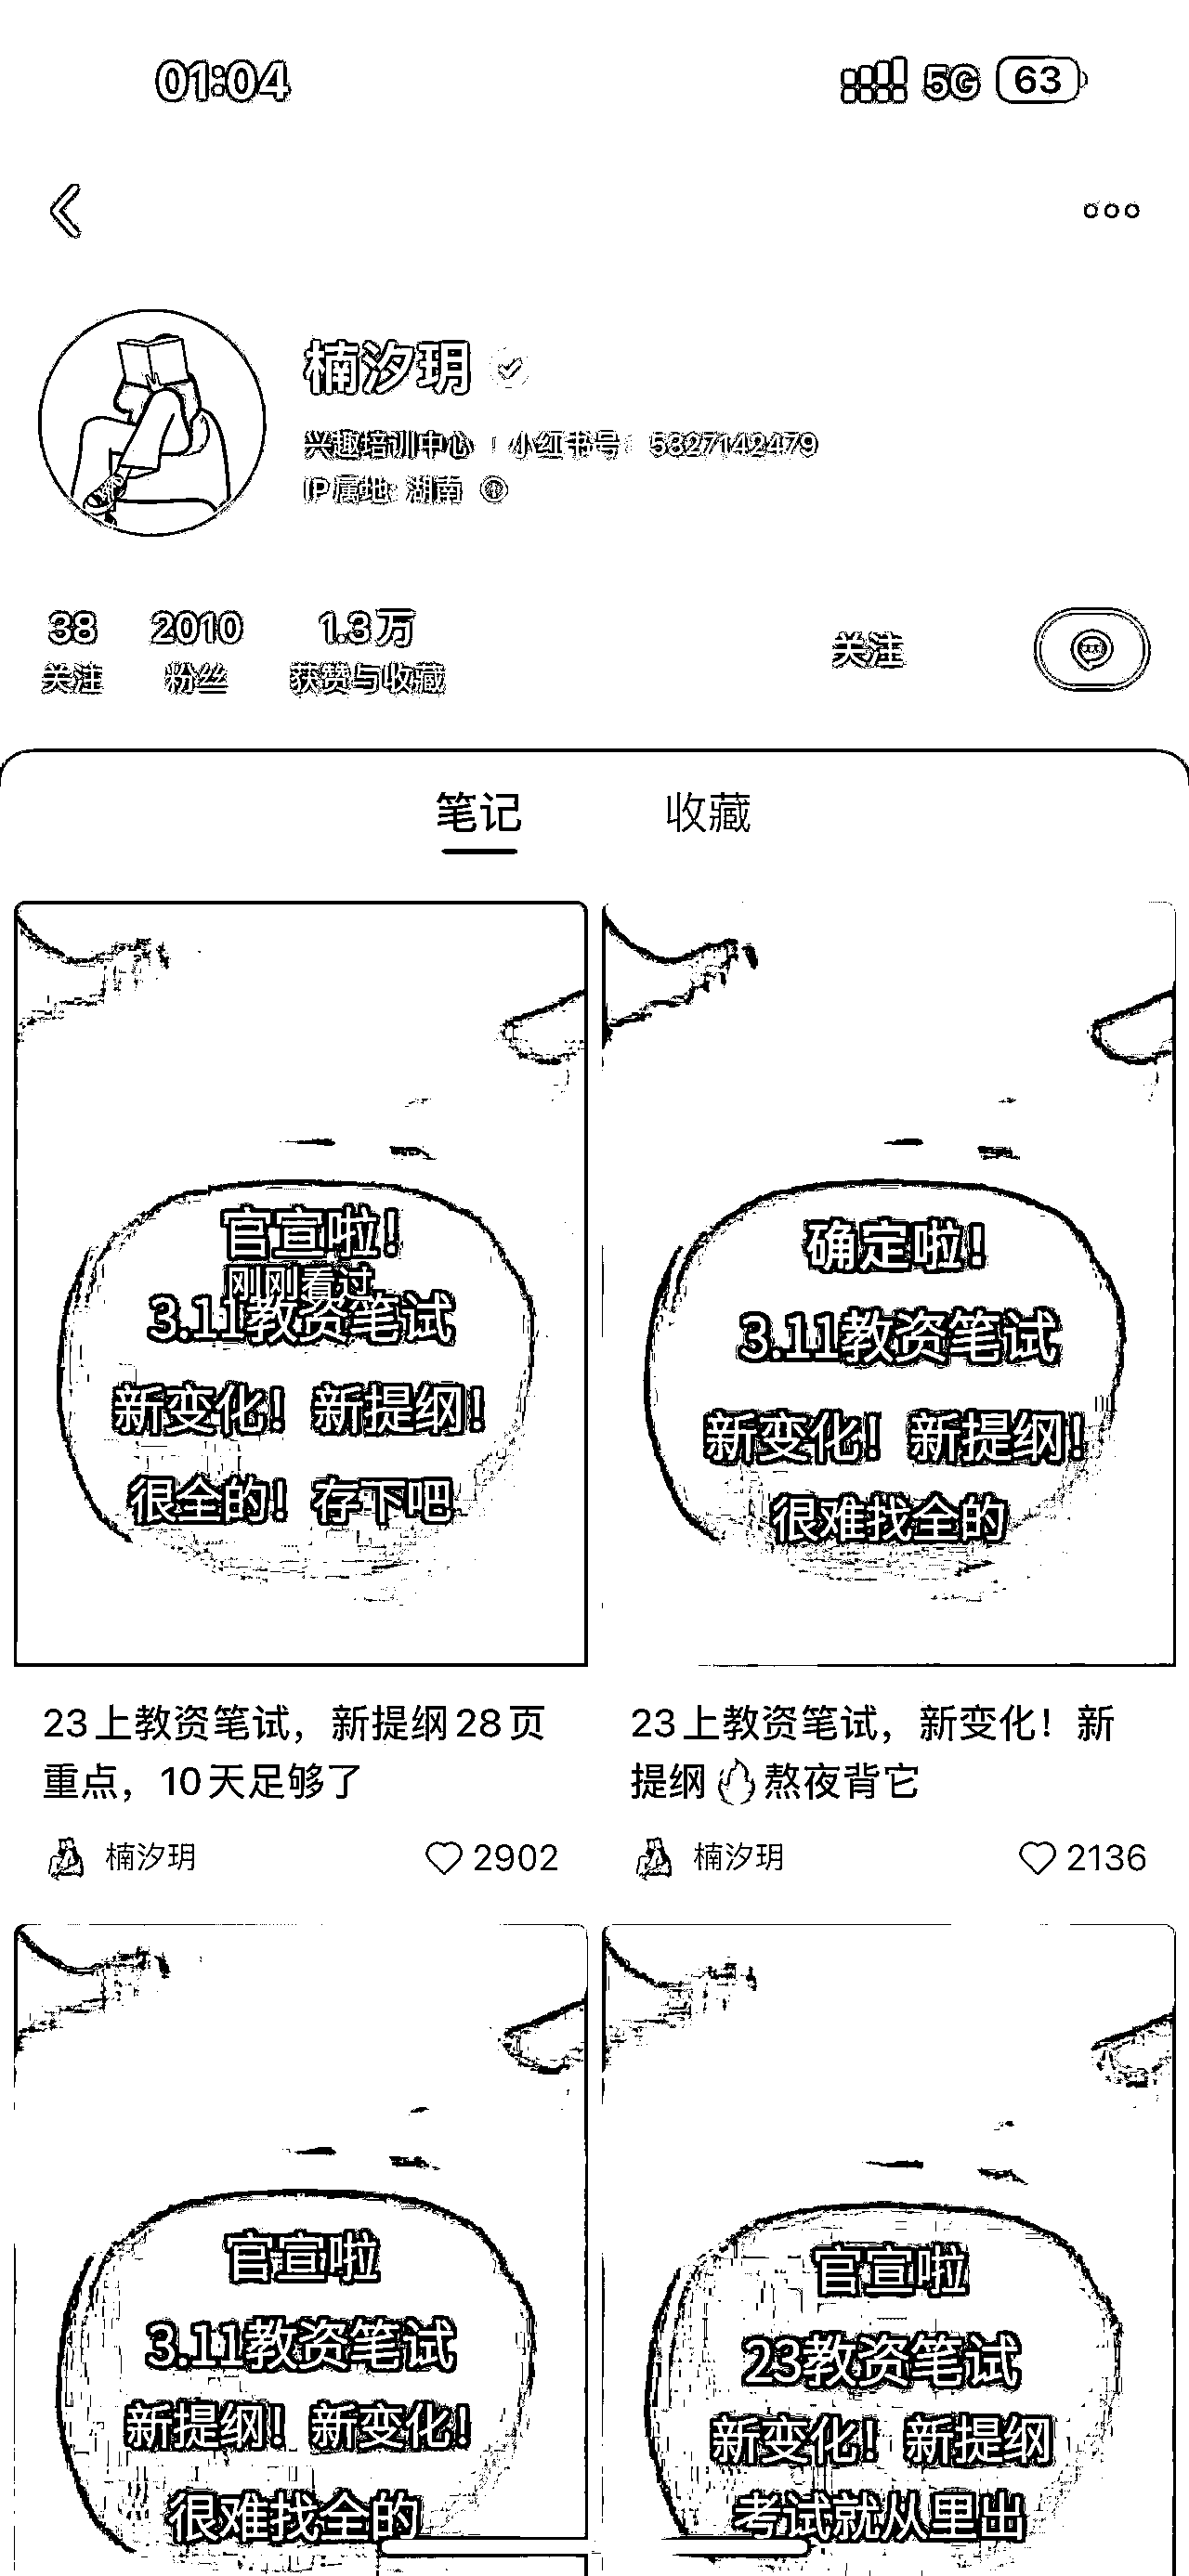 01:04 5G 63
楠汐玥
兴趣培训中心 | 小红书号: 5327142479
IP属地: 湖南
38 2010 1.3万
关注 粉丝 获赞与收藏
关注
笔记 收藏
官宣啦!
刚刚看过
3.11教资笔试
新变化! 新提纲!
很全的! 存下吧
23上教资笔试，新提纲28页
重点，10天足够了
楠汐玥 2902
确定啦!
3.11教资笔试
新变化! 新提纲!
很难找全的
23上教资笔试，新变化！新
提纲🔥熬夜背它
楠汐玥 2136
官宣啦
3.11教资笔试
新提纲! 新变化!
很难找全的
官宣啦
23教资笔试
新变化! 新提纲
考试就从里出